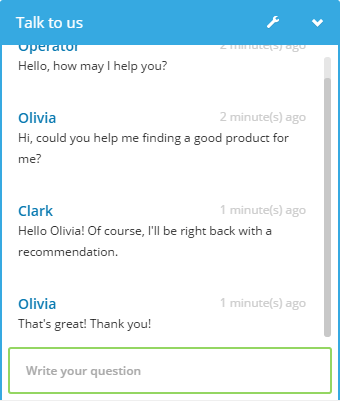 Talk to us
Operator 2 minute(s) ago
Hello, how may I help you?
Olivia 2 minute(s) ago
Hi, could you help me finding a good product for
me?
Clark 1 minute(s) ago
Hello Olivia! Of course, I'll be right back with a
recommendation.
Olivia 1 minute(s) ago
That's great! Thank you!
Write your question